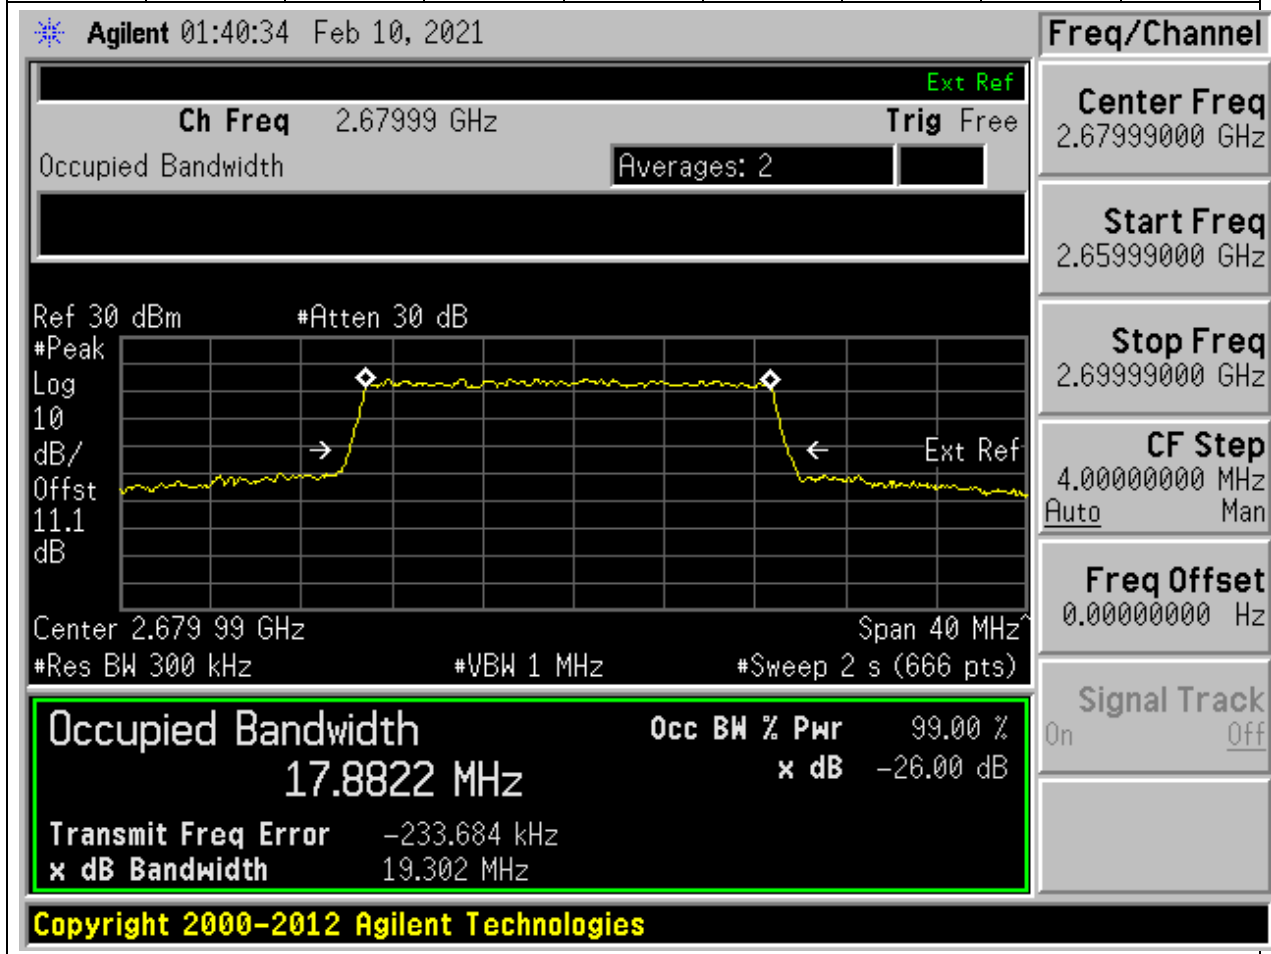 Agilent 01:40:34 Feb 10, 2021
Freq/Channel
Ext Ref
Ch Freq 2.67999 GHz Trig Free
Occupied Bandwidth Averages: 2
Center Freq
2.67999000 GHz
Start Freq
2.65999000 GHz
Stop Freq
2.69999000 GHz
CF Step
4.00000000 MHz
Auto Man
Freq Offset
0.00000000 Hz
Signal Track
On Off
Ref 30 dBm #Atten 30 dB
#Peak
Log
10
dB/
Offst
11.1
dB
Ext Ref
Center 2.679 99 GHz Span 40 MHz^
#Res BW 300 kHz #VBW 1 MHz #Sweep 2 s (666 pts)
Occupied Bandwidth Occ BW % Pwr 99.00 %
17.8822 MHz x dB -26.00 dB
Transmit Freq Error -233.684 kHz
x dB Bandwidth 19.302 MHz
Copyright 2000-2012 Agilent Technologies